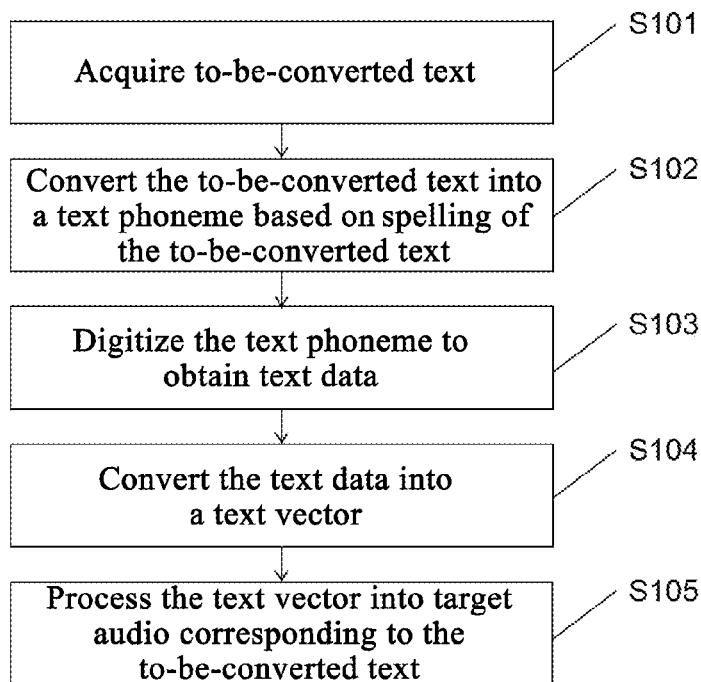 S101
Acquire to-be-converted text
S102
Convert the to-be-converted text into
a text phoneme based on spelling of
the to-be-converted text
S103
Digitize the text phoneme to
obtain text data
S104
Convert the text data into
a text vector
S105
Process the text vector into target
audio corresponding to the
to-be-converted text